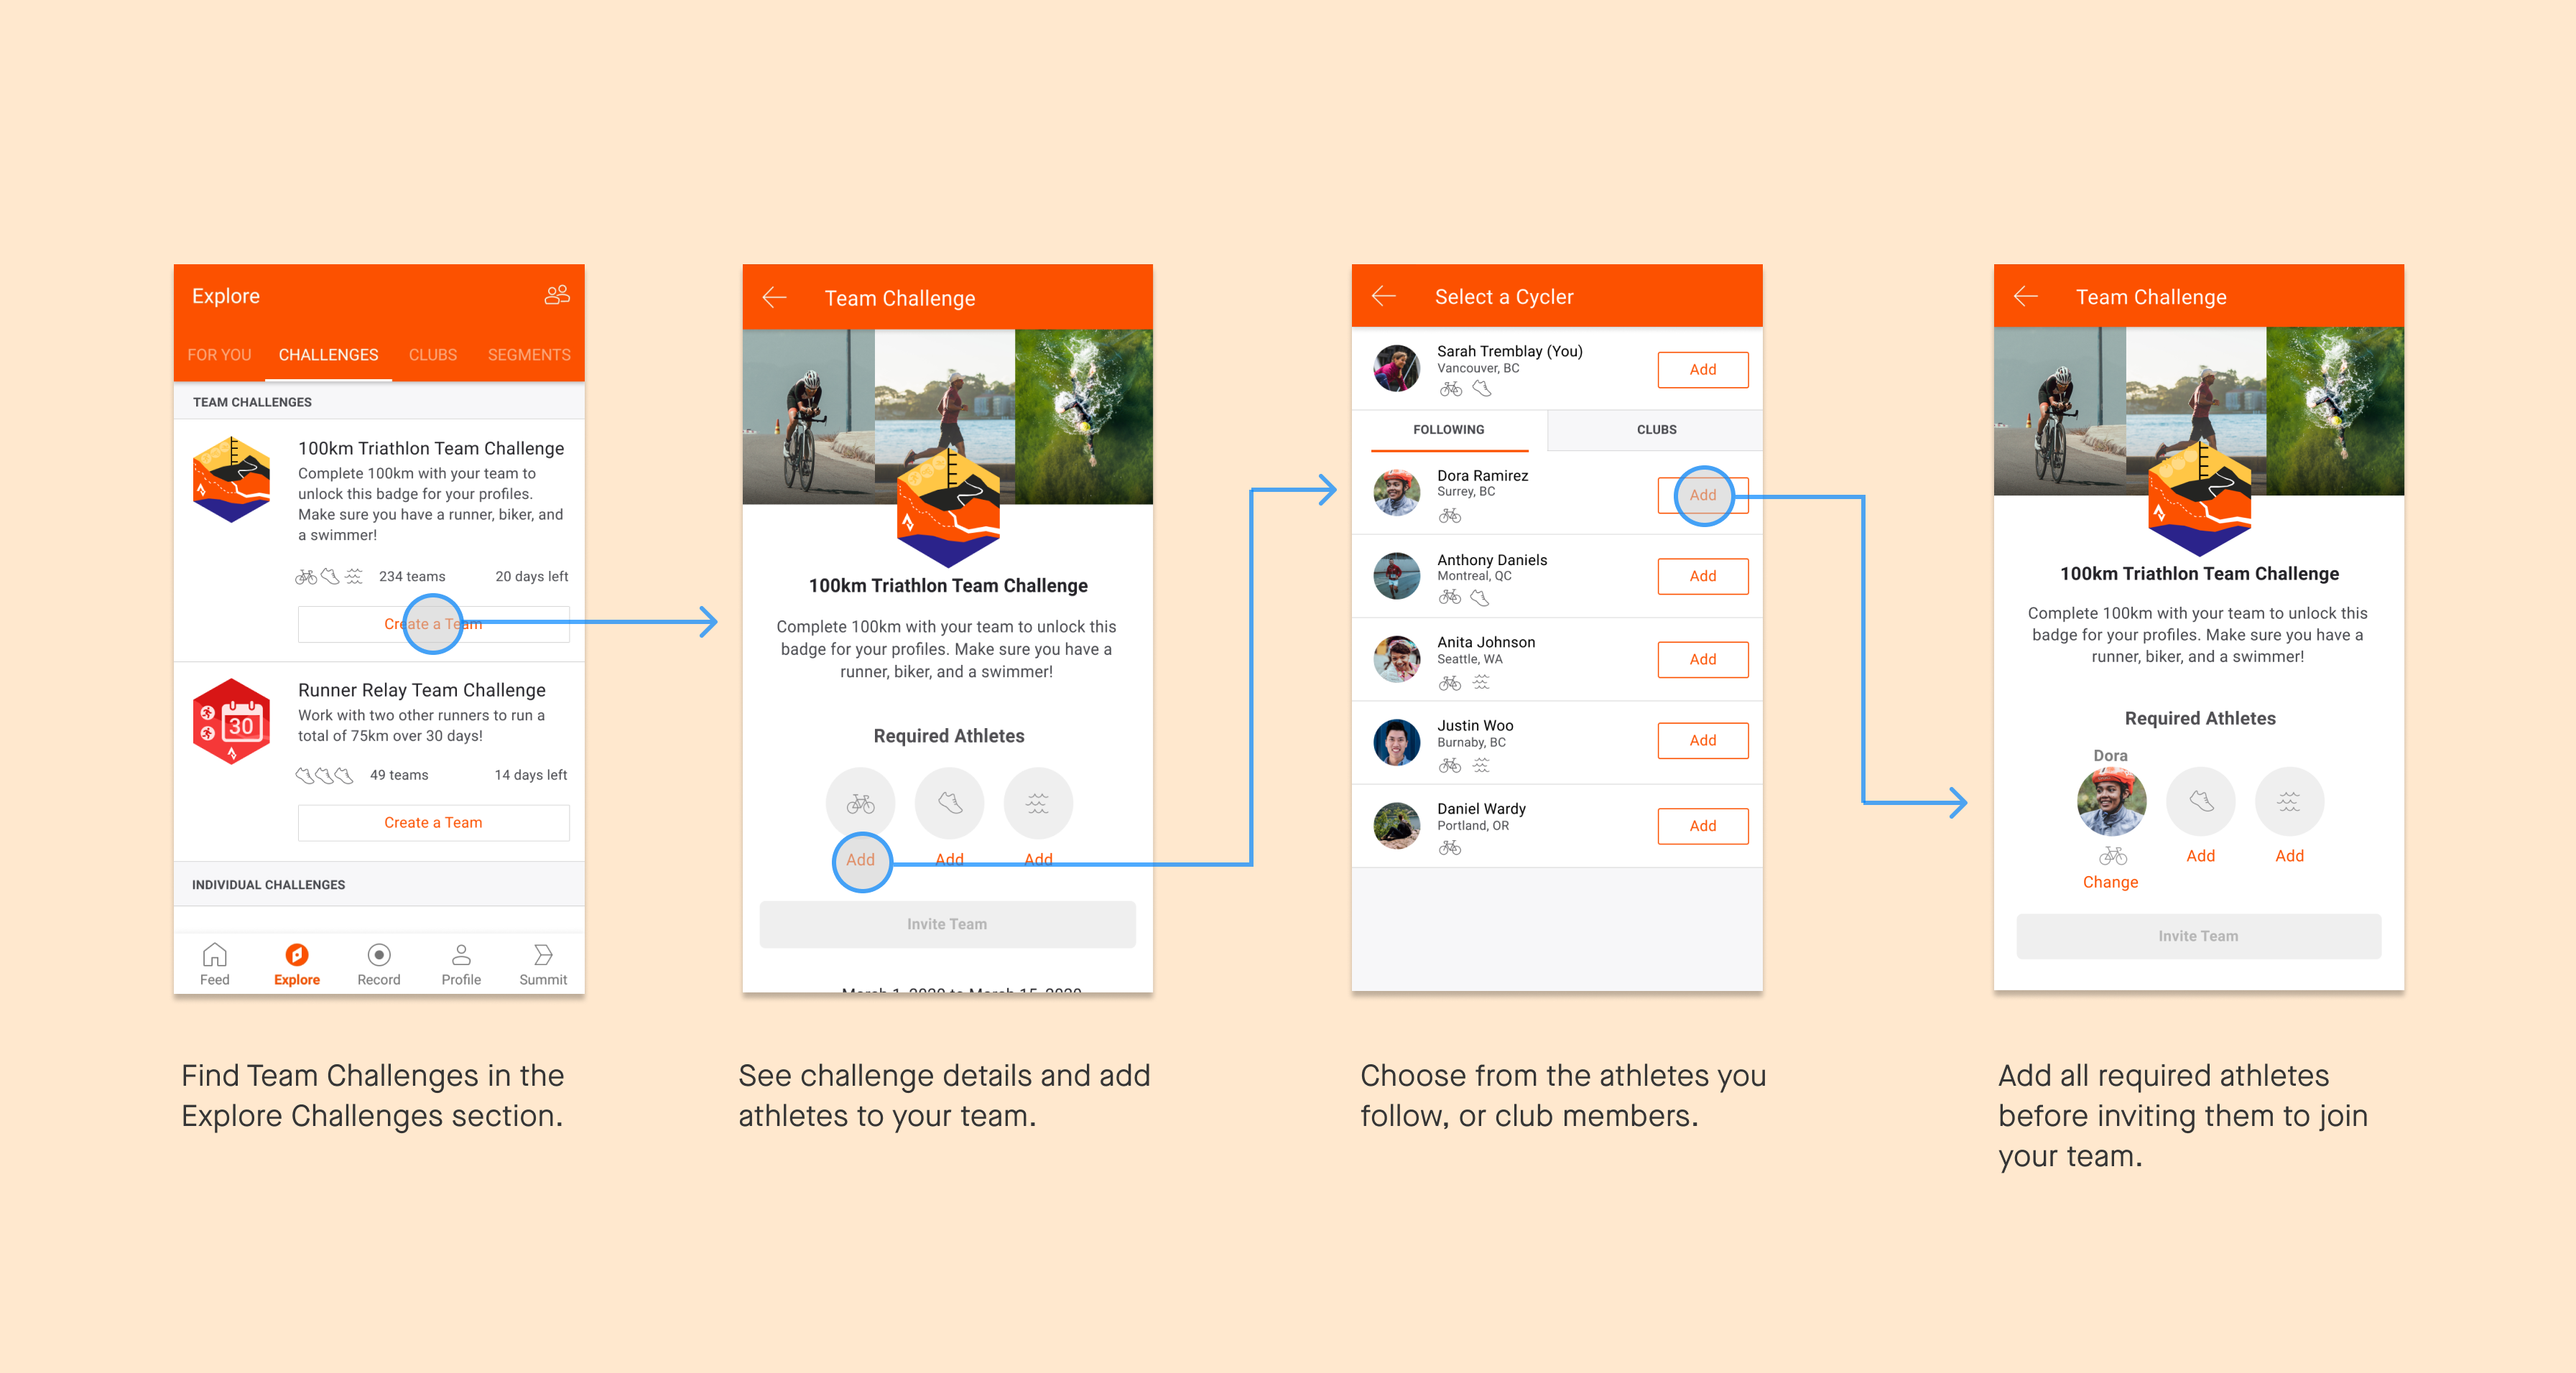 Explore
FOR YOU CHALLENGES CLUBS SEGMENTS
TEAM CHALLENGES
100km Triathlon Team Challenge
Complete 100km with your team to
unlock this badge for your profiles.
Make sure you have a runner, biker, and
a swimmer!
234 teams 20 days left
Create a Team
30
Runner Relay Team Challenge
Work with two other runners to run a
total of 75km over 30 days!
49 teams 14 days left
Create a Team
INDIVIDUAL CHALLENGES
Feed Explore Record Profile Summit
Find Team Challenges in the
Explore Challenges section.
Team Challenge
100km Triathlon Team Challenge
Complete 100km with your team to unlock this
badge for your profiles. Make sure you have a
runner, biker, and a swimmer!
Required Athletes
Add Add Add
Invite Team
March 1, 2020 to March 15, 2020
See challenge details and add
athletes to your team.
Select a Cycler
Sarah Tremblay (You)
Vancouver, BC
Add
FOLLOWING CLUBS
Dora Ramirez
Surrey, BC
Add
Anthony Daniels
Montreal, QC
Add
Anita Johnson
Seattle, WA
Add
Justin Woo
Burnaby, BC
Add
Daniel Wardy
Portland, OR
Add
Choose from the athletes you
follow, or club members.
Team Challenge
100km Triathlon Team Challenge
Complete 100km with your team to unlock this
badge for your profiles. Make sure you have a
runner, biker, and a swimmer!
Required Athletes
Dora
Add Add
Change
Invite Team
Add all required athletes
before inviting them to join
your team.